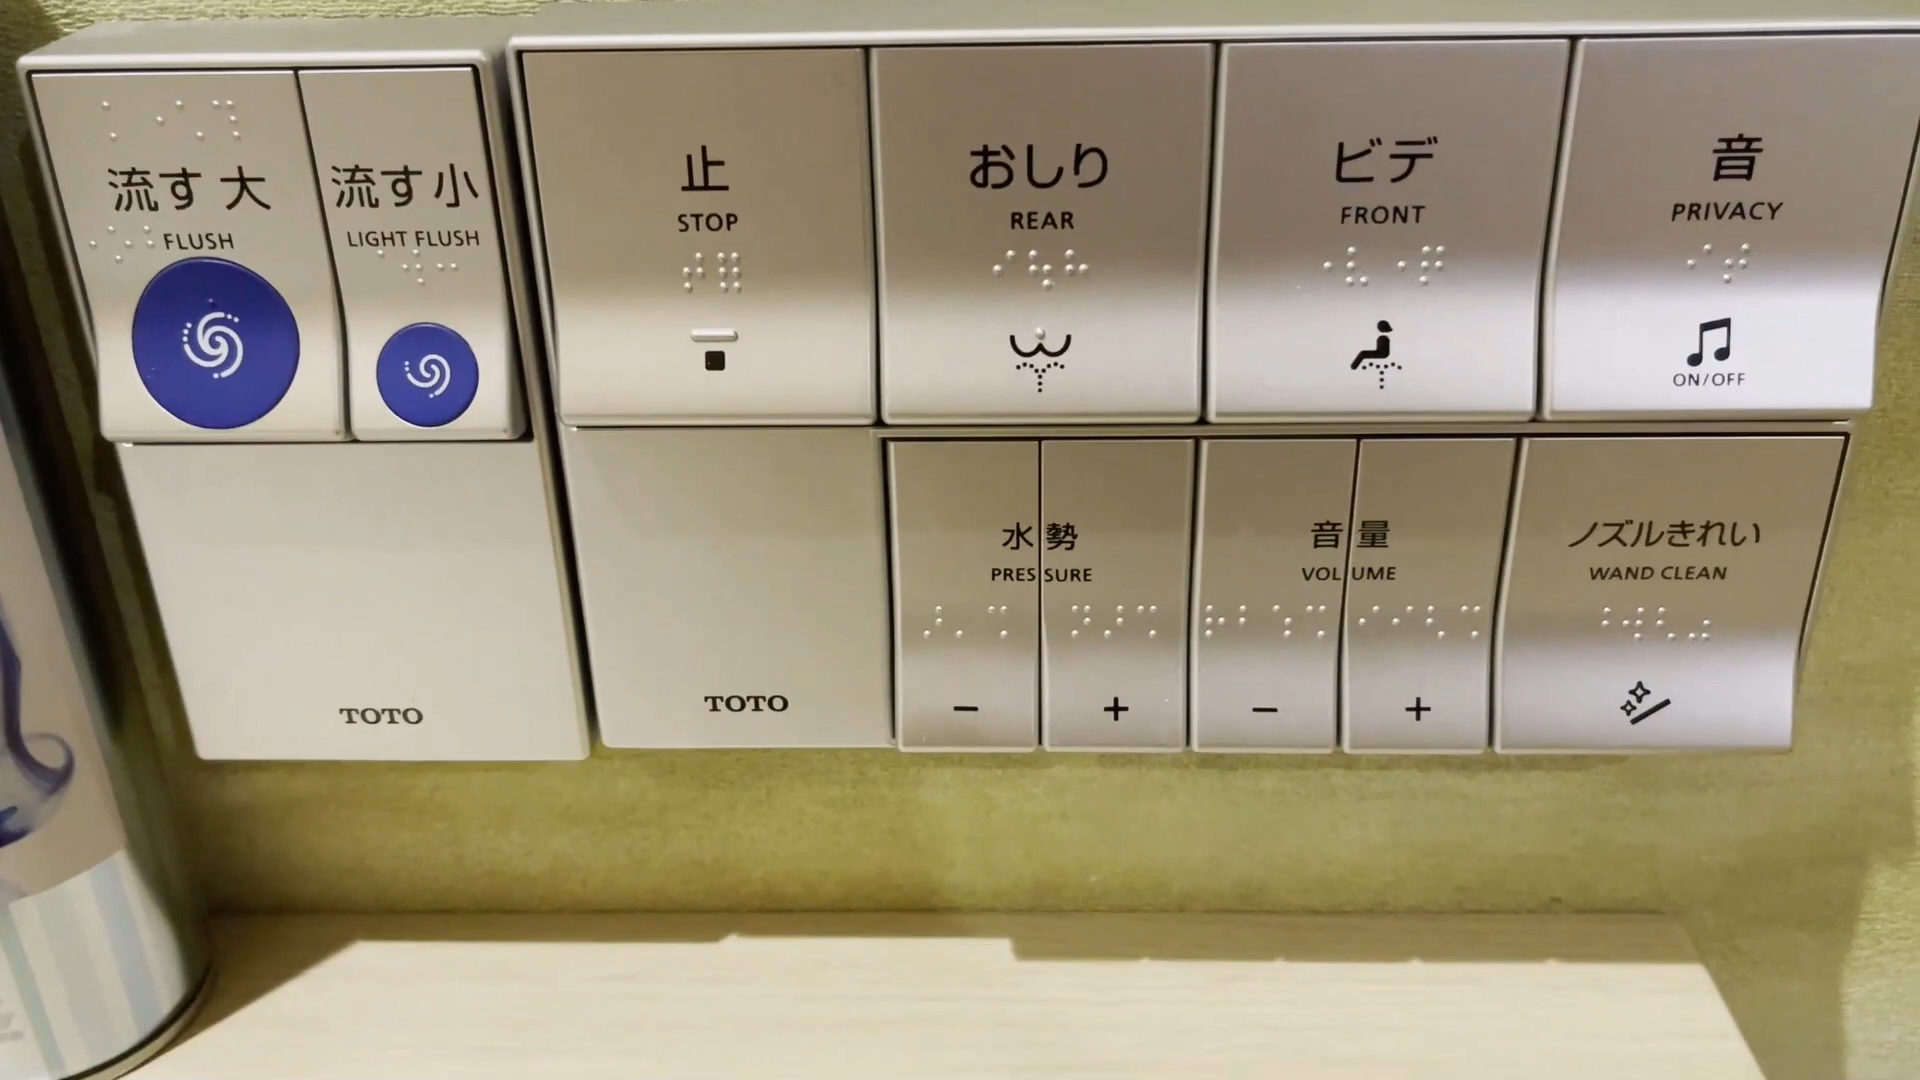 流す 大
FLUSH
流す 小
LIGHT FLUSH
止
STOP
おしり
REAR
ビデ
FRONT
音
PRIVACY
ON/OFF
水勢
PRESSURE
- +
音量
VOLUME
- +
ノズルきれい
WAND CLEAN
TOTO
TOTO